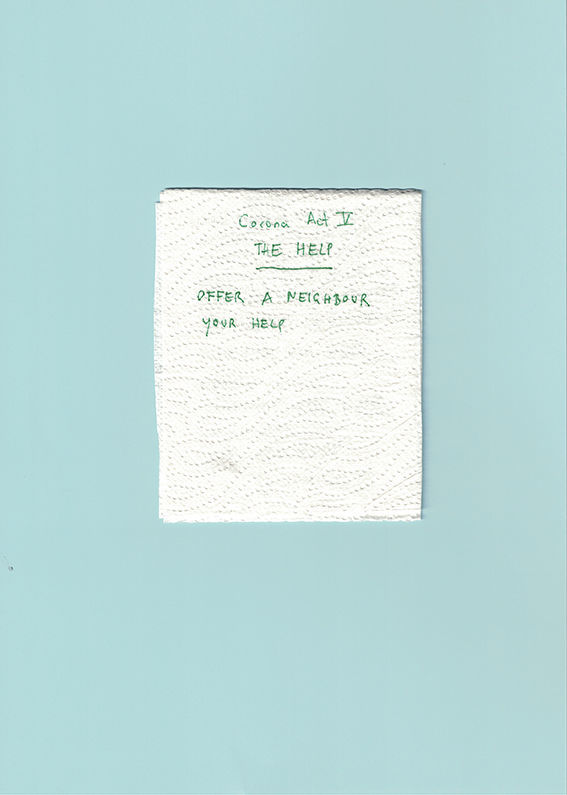 Corona Act V
THE HELP
OFFER A NEIGHBOUR
YOUR HELP